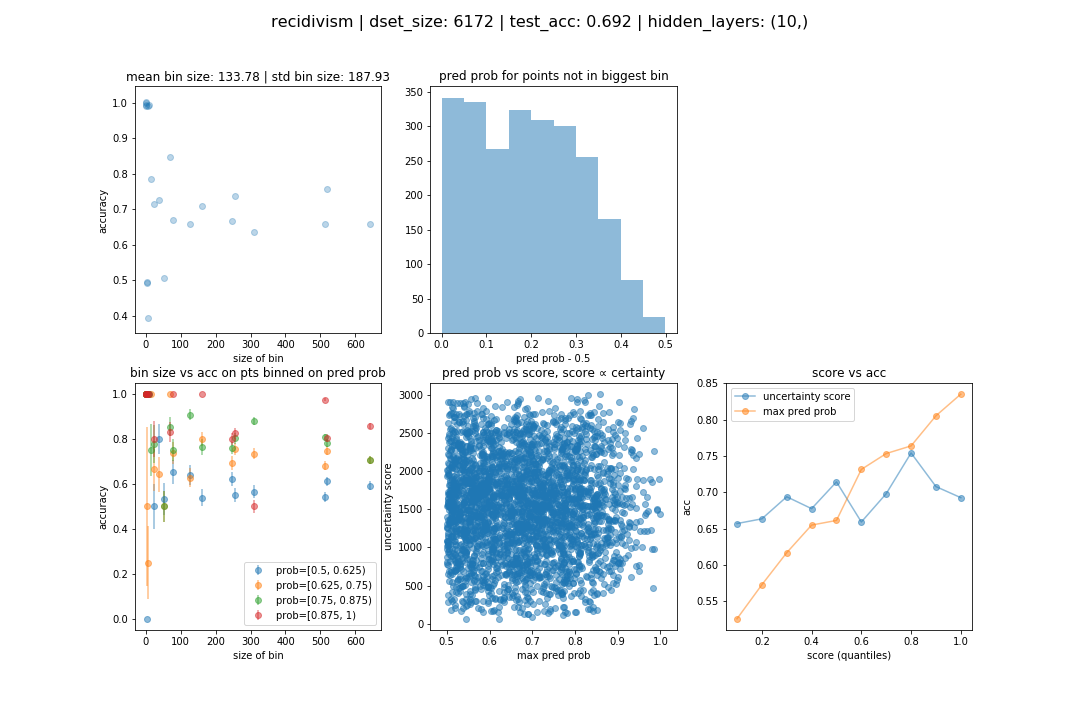 recidivism | dset_size: 6172 | test_acc: 0.692 | hidden_layers: (10,)
mean bin size: 133.78 | std bin size: 187.93
1.0
0.9
0.8
0.7
0.6
0.5
0.4
accuracy
0 100 200 300 400 500 600
size of bin
pred prob for points not in biggest bin
350
300
250
200
150
100
50
0
0.0 0.1 0.2 0.3 0.4 0.5
pred prob - 0.5
bin size vs acc on pts binned on pred prob
1.0
0.8
0.6
0.4
0.2
0.0
accuracy
prob=[0.5, 0.625)
prob=[0.625, 0.75)
prob=[0.75, 0.875)
prob=[0.875, 1)
0 100 200 300 400 500 600
size of bin
pred prob vs score, score ∝ certainty
3000
2500
2000
1500
1000
500
0
uncertainty score
0.5 0.6 0.7 0.8 0.9 1.0
max pred prob
score vs acc
0.85
0.80
0.75
0.70
0.65
0.60
0.55
acc
uncertainty score
max pred prob
0.2 0.4 0.6 0.8 1.0
score (quantiles)